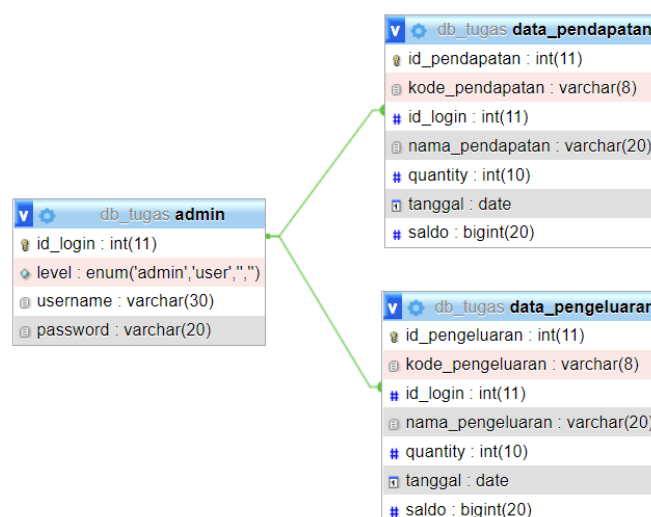 v db_tugas admin
id_login : int(11)
level : enum('admin','user','','')
username : varchar(30)
password : varchar(20)
v db_tugas data_pendapatan
id_pendapatan : int(11)
kode_pendapatan : varchar(8)
# id_login : int(11)
nama_pendapatan : varchar(20)
# quantity : int(10)
tanggal : date
# saldo : bigint(20)
v db_tugas data_pengeluaran
id_pengeluaran : int(11)
kode_pengeluaran : varchar(8)
# id_login : int(11)
nama_pengeluaran : varchar(20)
# quantity : int(10)
tanggal : date
# saldo : bigint(20)